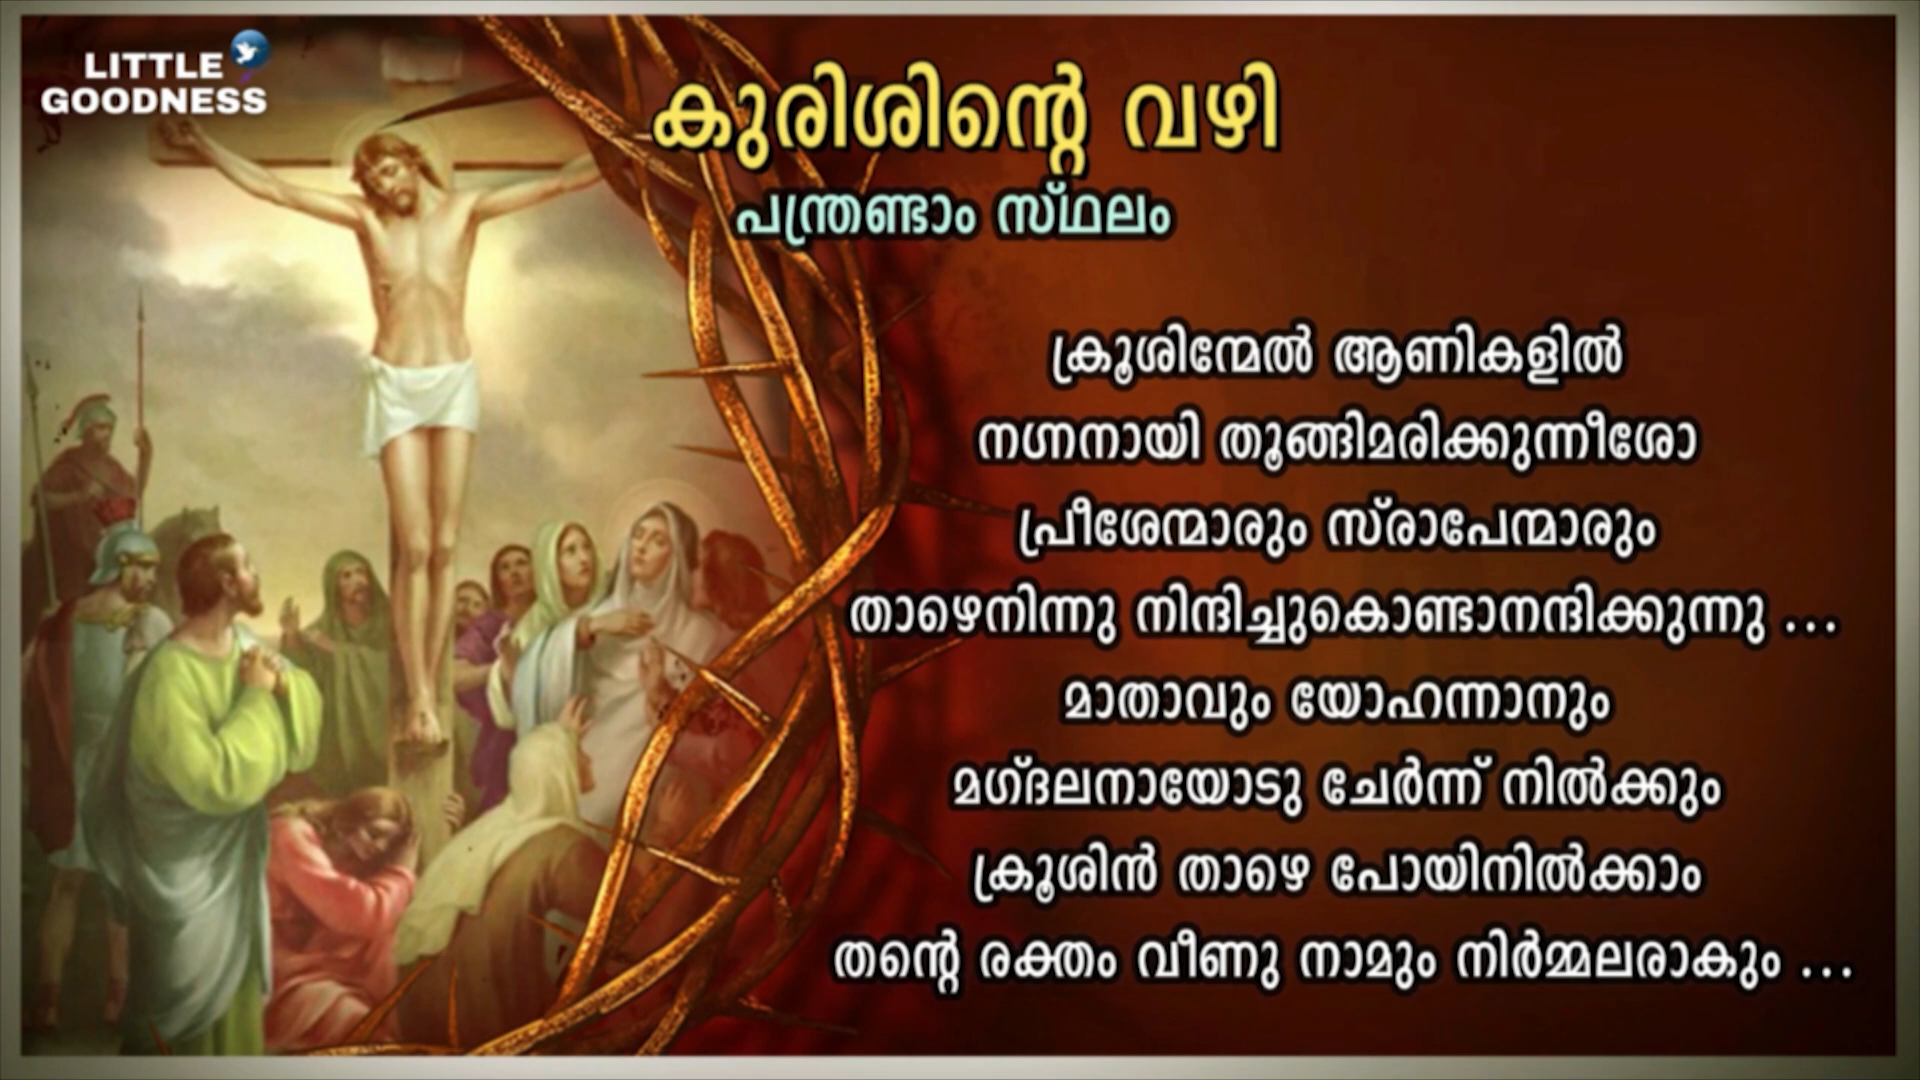 LITTLE
GOODNESS
കുരിശിന്റെ വഴി
പന്ത്രണ്ടാം സ്ഥലം
ക്രൂശിന്മേൽ ആണികളിൽ
നഗ്നനായി തൂങ്ങിമരിക്കുന്നീശോ
പ്രീശേന്മാരും സ്രാപേന്മാരും
താഴെനിന്നു നിന്ദിച്ചുകൊണ്ടാനന്ദിക്കുന്നു ...
മാതാവും യോഹന്നാനും
മഗ്ദലനായോടു ചേർന്ന് നിൽക്കും
ക്രൂശിൻ താഴെ പോയിനിൽക്കാം
തന്റെ രക്തം വീണു നാമും നിർമ്മലരാകും ...